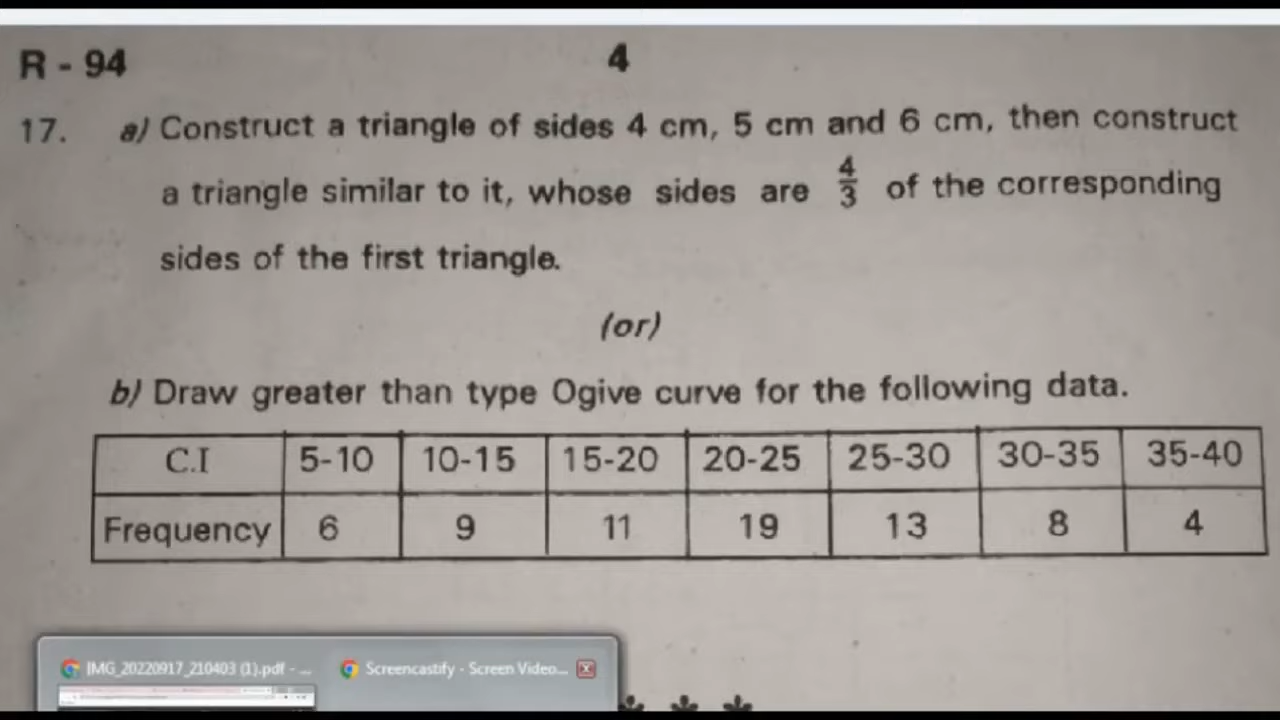 R - 94
4
17. a) Construct a triangle of sides 4 cm, 5 cm and 6 cm, then construct
a triangle similar to it, whose sides are 4/3 of the corresponding
sides of the first triangle.
(or)
b) Draw greater than type Ogive curve for the following data.
C.I 5-10 10-15 15-20 20-25 25-30 30-35 35-40
Frequency 6 9 11 19 13 8 4
IMG_20220917_210403 (1).pdf - ... Screencastify - Screen Video...
* * *